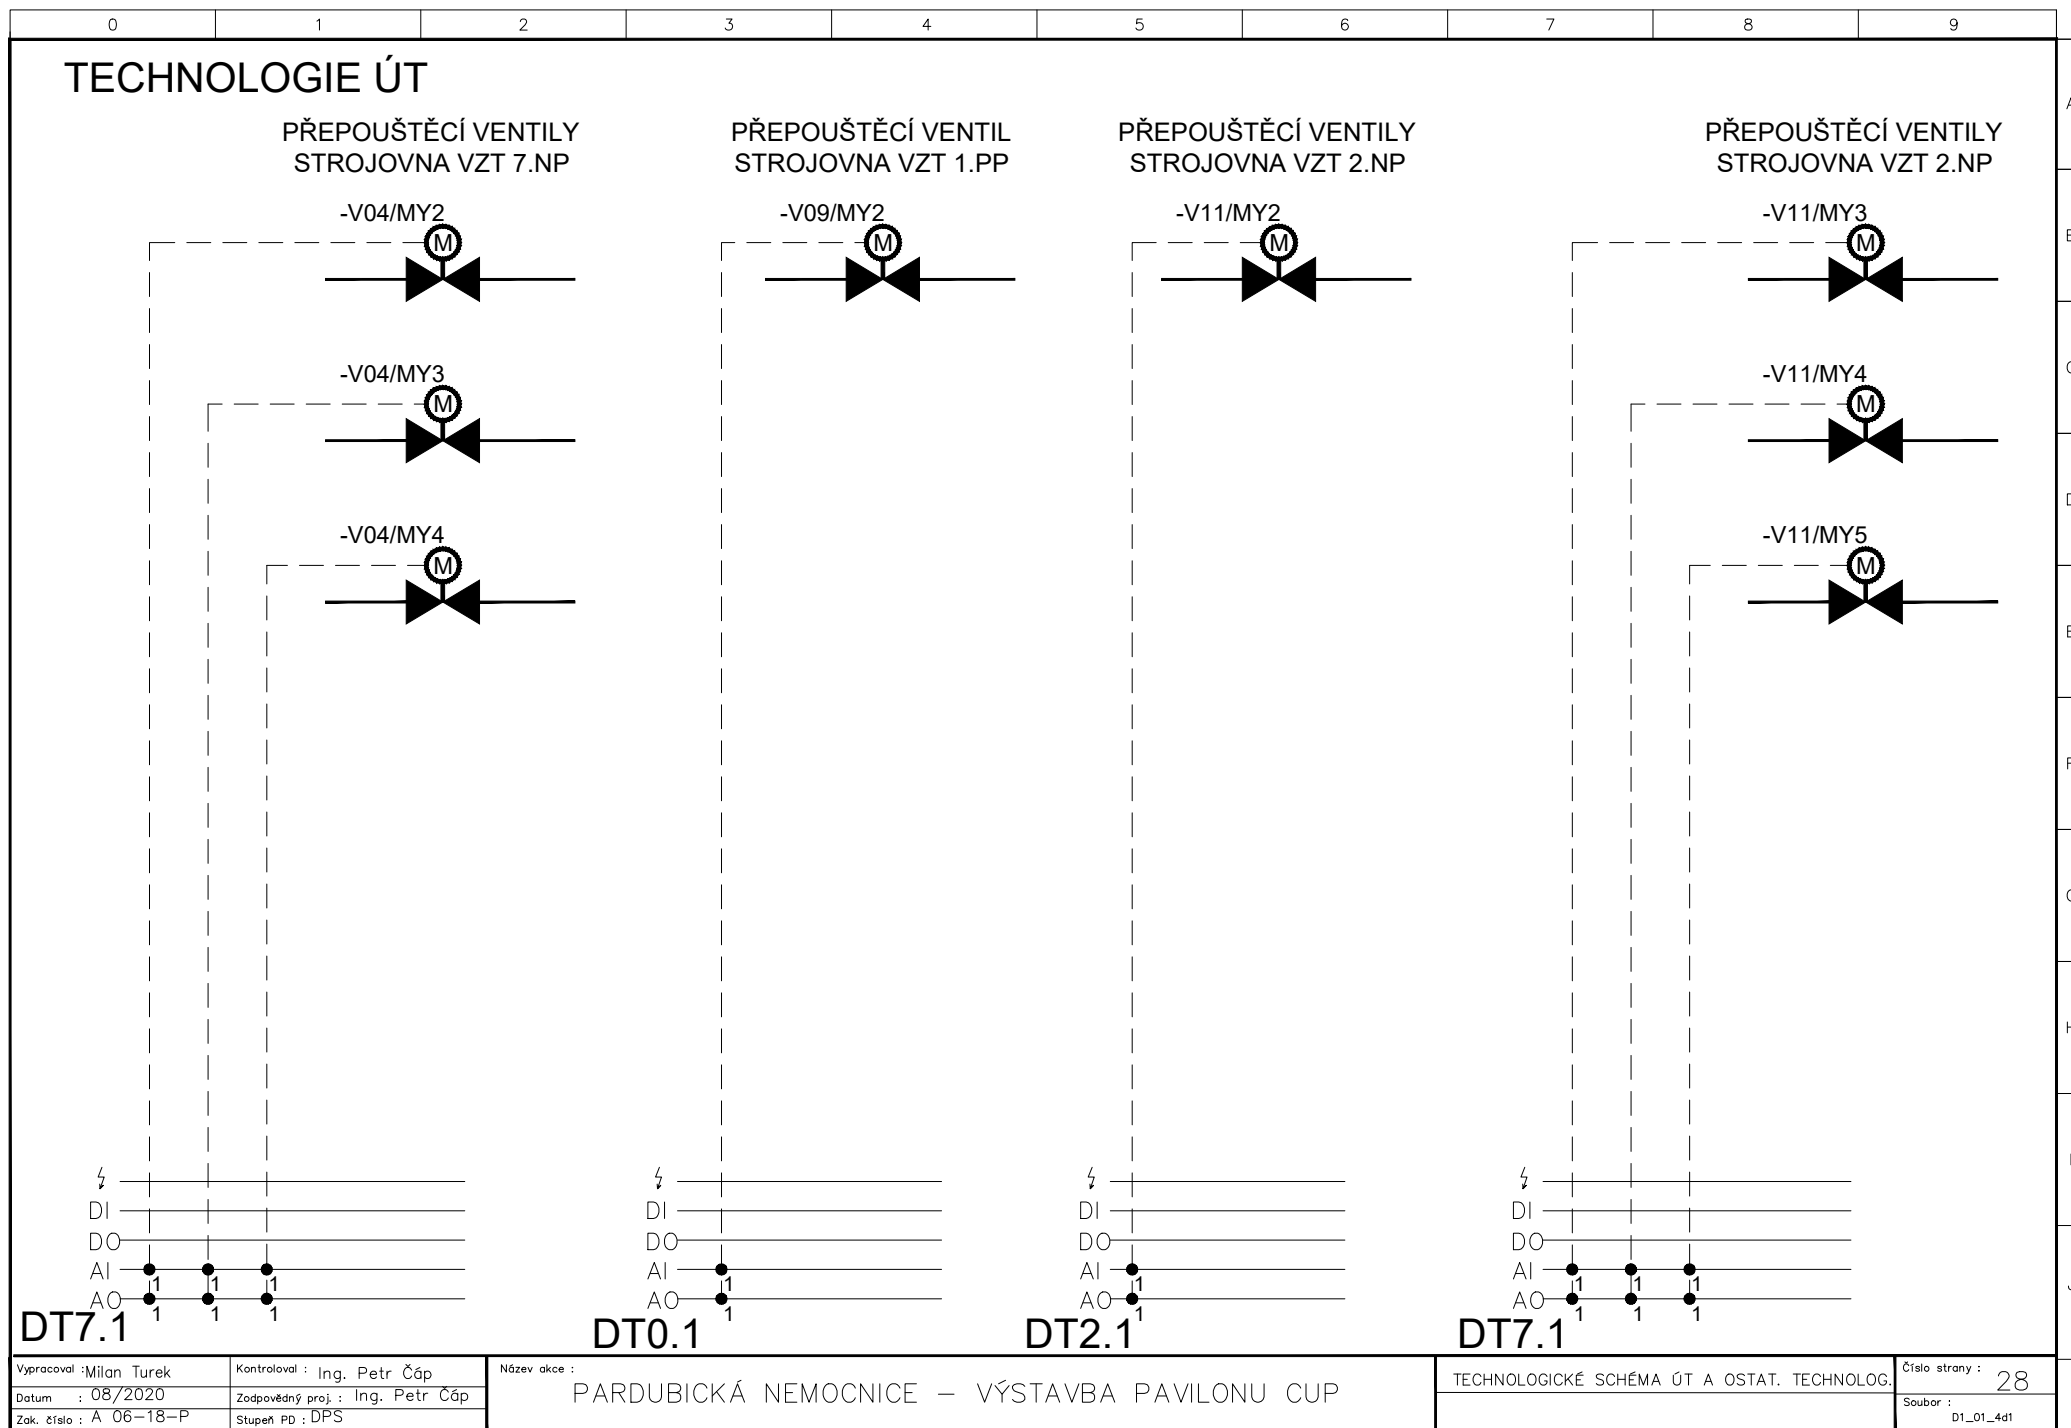 0 1 2 3 4 5 6 7 8 9
TECHNOLOGIE ÚT
PŘEPOUŠTĚCÍ VENTILY
STROJOVNA VZT 7.NP
PŘEPOUŠTĚCÍ VENTIL
STROJOVNA VZT 1.PP
PŘEPOUŠTĚCÍ VENTILY
STROJOVNA VZT 2.NP
PŘEPOUŠTĚCÍ VENTILY
STROJOVNA VZT 2.NP
-V04/MY2
M
-V09/MY2
M
-V11/MY2
M
-V11/MY3
M
-V04/MY3
M
-V11/MY4
M
-V04/MY4
M
-V11/MY5
M
DI
DO
AI 1 1 1
AO 1 1 1
DT7.1
DI
DO
AI 1
AO 1
DT0.1
DI
DO
AI 1
AO 1
DT2.1
DI
DO
AI 1 1 1
AO 1 1 1
DT7.1
Vypracoval : Milan Turek
Datum : 08/2020
Zak. číslo : A 06-18-P
Kontroloval : Ing. Petr Čáp
Zodpovědný proj. : Ing. Petr Čáp
Stupeň PD : DPS
Název akce :
PARDUBICKÁ NEMOCNICE – VÝSTAVBA PAVILONU CUP
TECHNOLOGICKÉ SCHÉMA ÚT A OSTAT. TECHNOLOG.
Číslo strany : 28
Soubor :
D1_01_4d1